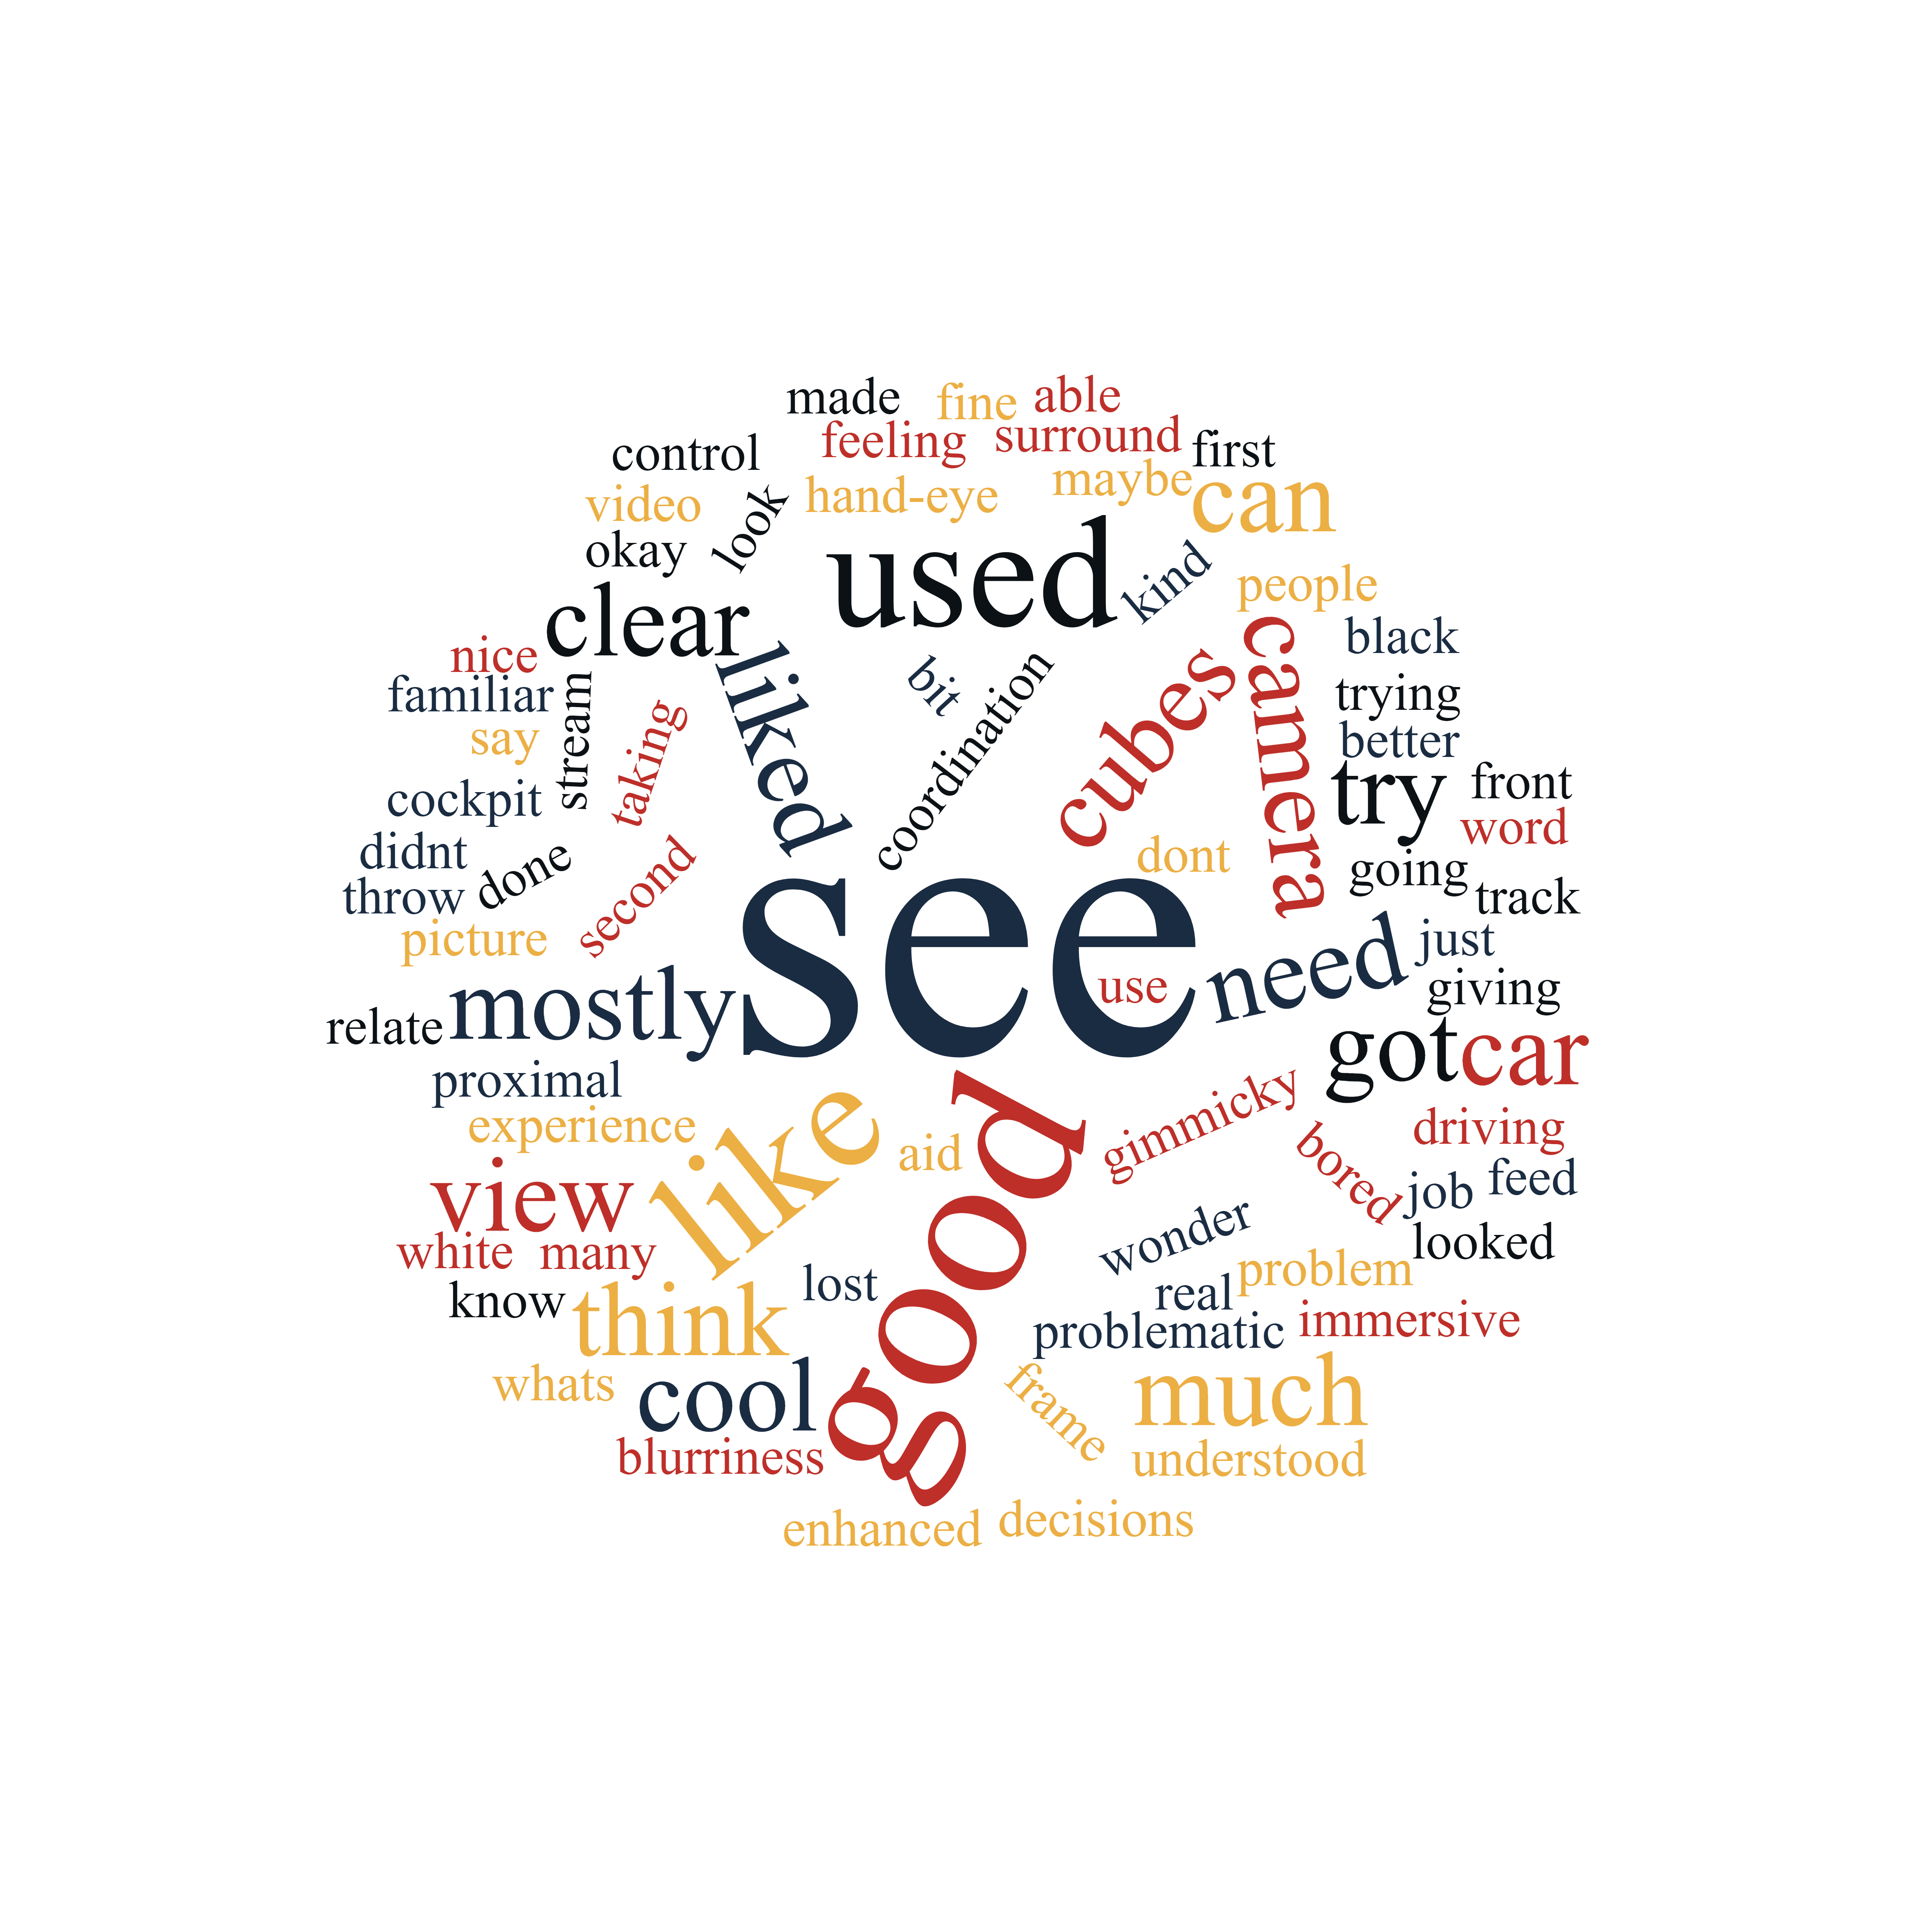 made
fine
able
control
feeling
surround
first
video
look
hand-eye
maybe
can
okay
used
kind
people
clear
liked
bit
coordination
cubes
camera
black
nice
familiar
stream
taking
trying
say
better
cockpit
try
front
didnt
done
second
dont
word
throw
going
track
picture
see
need
just
mostly
use
giving
relate
got
car
proximal
experience
like
aid
good
gimmicky
bored
driving
view
job
feed
white
many
wonder
looked
know
think
lost
real
problem
problematic
immersive
whats
cool
frame
much
blurriness
understood
enhanced
decisions